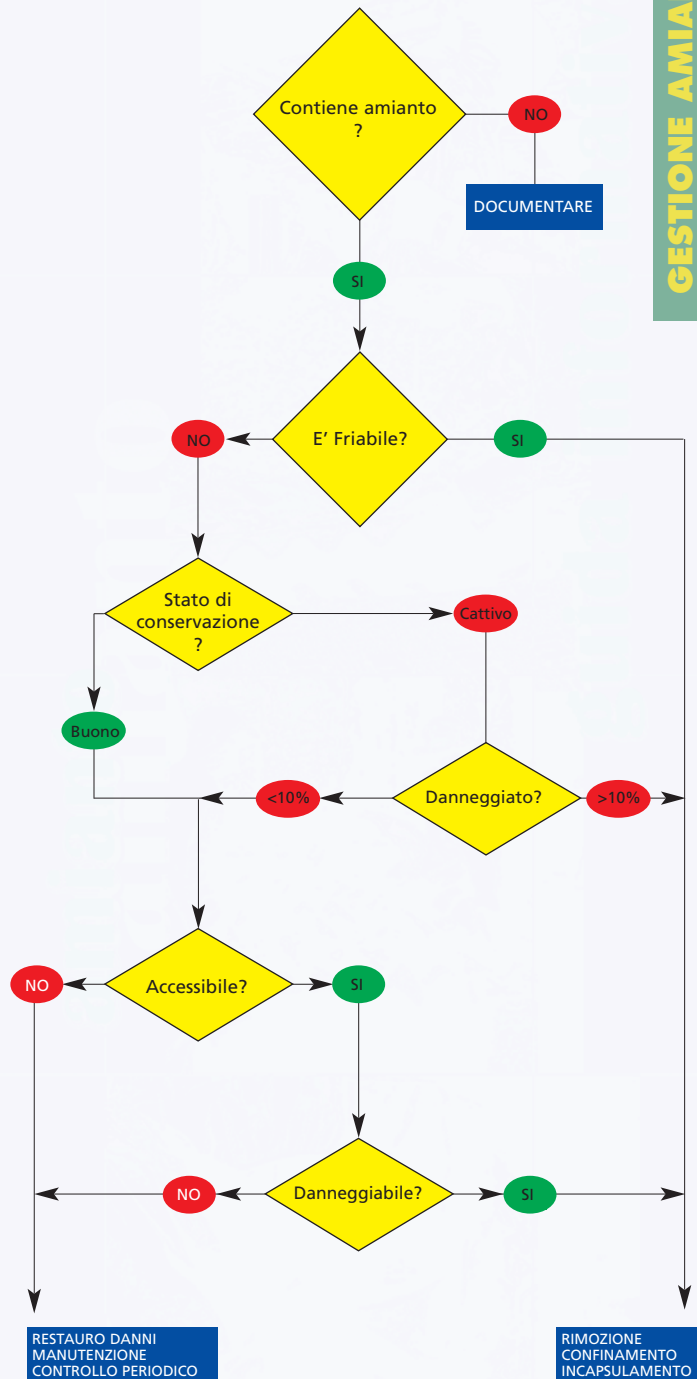 GESTIONE AMIA
Contiene amianto
?
NO
DOCUMENTARE
SI
E’ Friabile?
NO
SI
Stato di
conservazione
?
Cattivo
Buono
Danneggiato?
<10%
>10%
Accessibile?
NO
SI
Danneggiabile?
NO
SI
RESTAURO DANNI
MANUTENZIONE
CONTROLLO PERIODICO
RIMOZIONE
CONFINAMENTO
INCAPSULAMENTO